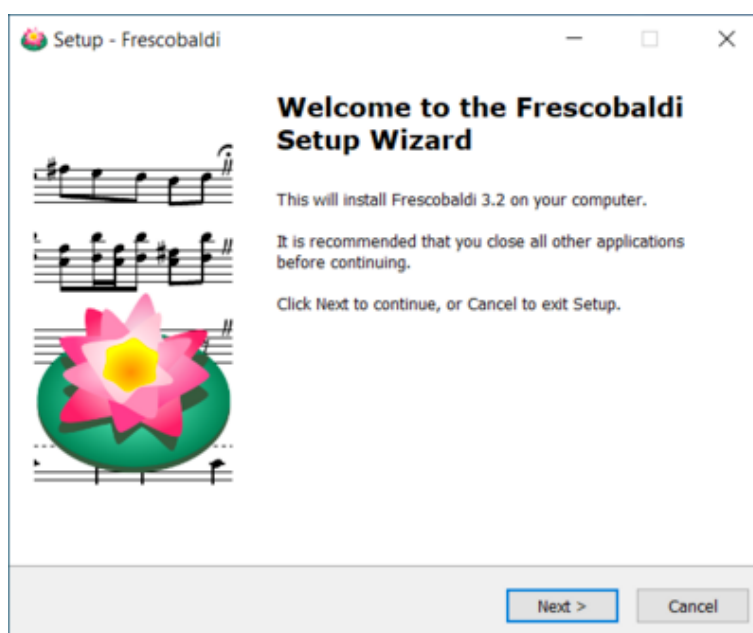 Setup - Frescobaldi
Welcome to the Frescobaldi
Setup Wizard
This will install Frescobaldi 3.2 on your computer.
It is recommended that you close all other applications
before continuing.
Click Next to continue, or Cancel to exit Setup.
Next >
Cancel